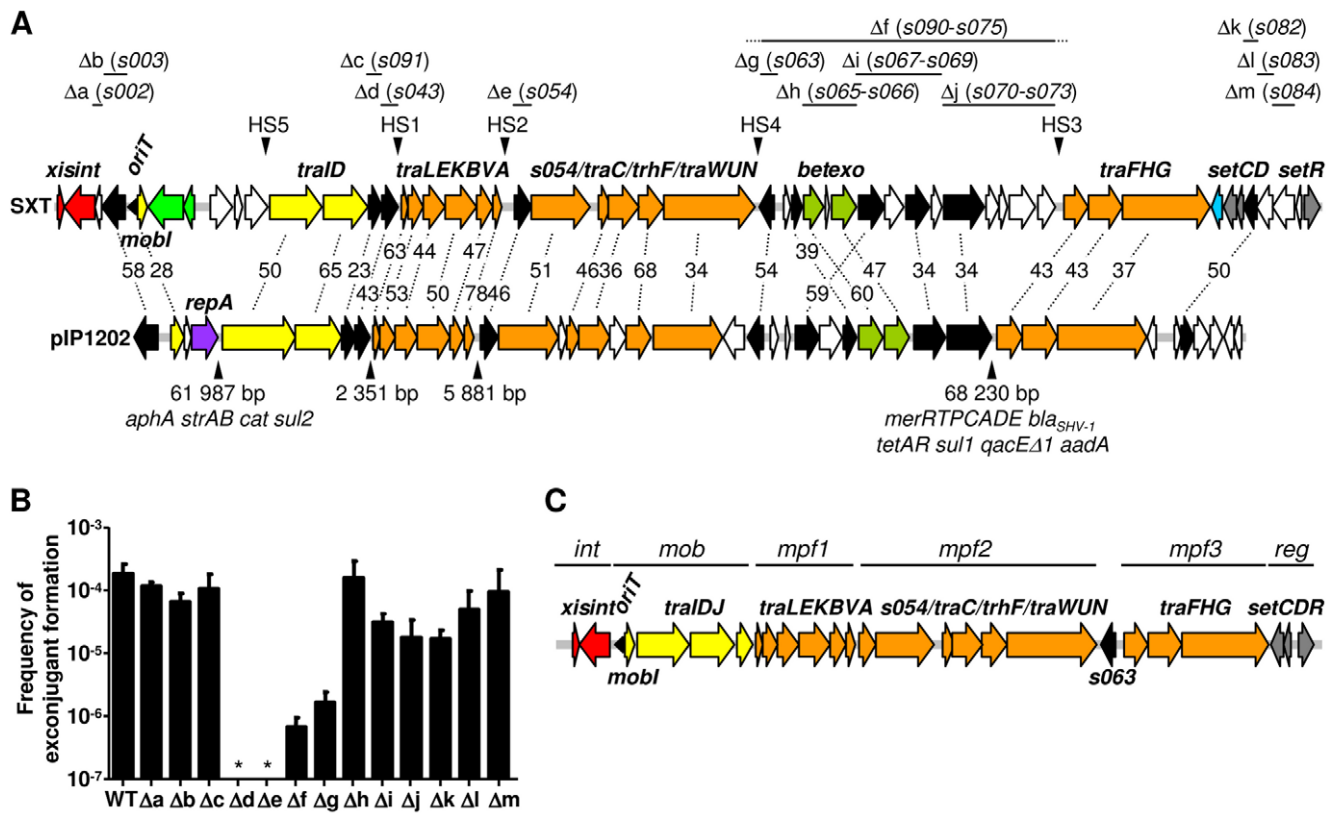 A
Δf (s090-s075)
Δk (s082)
Δb (s003)
Δc (s091)
Δg (s063)
Δi (s067-s069)
Δl (s083)
Δa (s002)
Δd (s043)
Δe (s054)
Δh (s065-s066)
Δj (s070-s073)
Δm (s084)
HS5
HS1
HS2
HS4
HS3
xisint
oriT
traID
traLEKBVA
s054/traC/trhF/traWUN
betexo
traFHG
setCD
setR
SXT
mobI
58 28 50 65 23 43 63 53 44 50 47 78 46 51 46 36 68 34 54 39 59 47 60 34 34 43 43 37 50
repA
pIP1202
61 987 bp
2 351 bp
5 881 bp
68 230 bp
aphA strAB cat sul2
merRTPCADE blaSHV-1
tetAR sul1 qacEΔ1 aadA
B
Frequency of
exconjugant formation
10-3
10-4
10-5
10-6
10-7
* *
WT Δa Δb Δc Δd Δe Δf Δg Δh Δi Δj Δk Δl Δm
C
int mob mpf1 mpf2 mpf3 reg
xisint
oriT
traIDJ
traLEKBVA
s054/traC/trhF/traWUN
traFHG
setCDR
mobI
s063